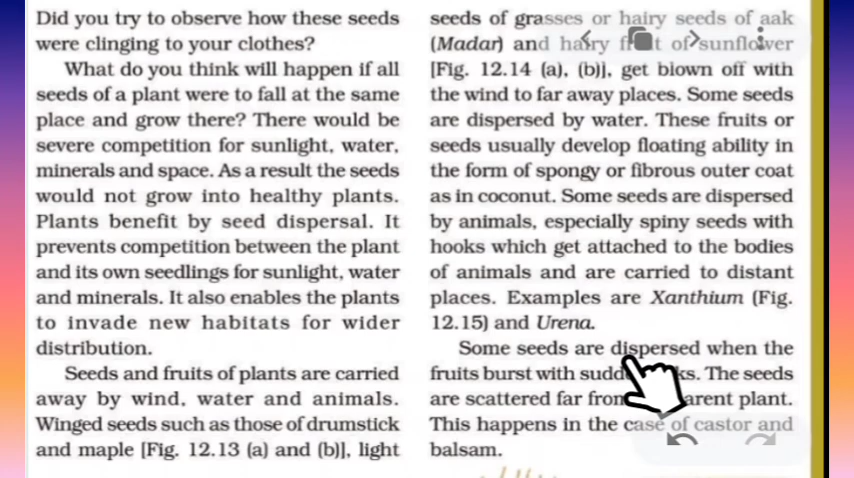 Did you try to observe how these seeds
were clinging to your clothes?
What do you think will happen if all
seeds of a plant were to fall at the same
place and grow there? There would be
severe competition for sunlight, water,
minerals and space. As a result the seeds
would not grow into healthy plants.
Plants benefit by seed dispersal. It
prevents competition between the plant
and its own seedlings for sunlight, water
and minerals. It also enables the plants
to invade new habitats for wider
distribution.
Seeds and fruits of plants are carried
away by wind, water and animals.
Winged seeds such as those of drumstick
and maple [Fig. 12.13 (a) and (b)], light
seeds of grasses or hairy seeds of aak
(Madar) and hairy of sunflower
[Fig. 12.14 (a), (b)], get blown off with
the wind to far away places. Some seeds
are dispersed by water. These fruits or
seeds usually develop floating ability in
the form of spongy or fibrous outer coat
as in coconut. Some seeds are dispersed
by animals, especially spiny seeds with
hooks which get attached to the bodies
of animals and are carried to distant
places. Examples are Xanthium (Fig.
12.15) and Urena.
Some seeds are dispersed when the
fruits burst with The seeds
are scattered far plant.
This happens in the case of castor and
balsam.